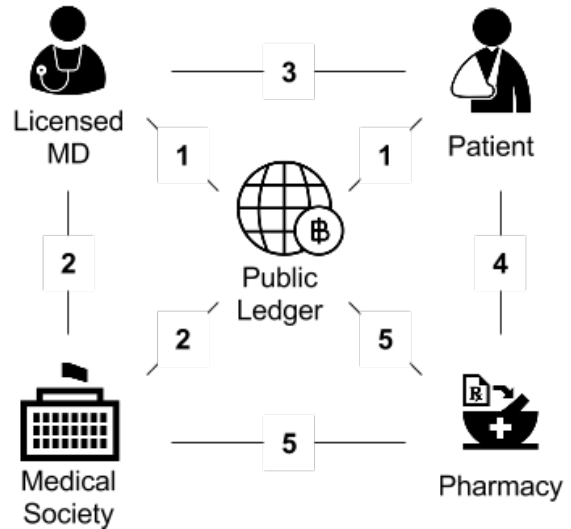 3
Licensed
MD
Patient
1
1
Public
Ledger
2
4
2
5
℞
Medical
Society
5
Pharmacy